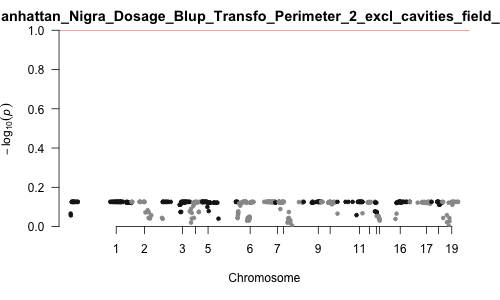 anhattan_Nigra_Dosage_Blup_Transfo_Perimeter_2_excl_cavities_field_
1.0
0.8
0.6
0.4
0.2
0.0
− log10(p)
1 2 3 5 6 7 9 11 16 17 19
Chromosome